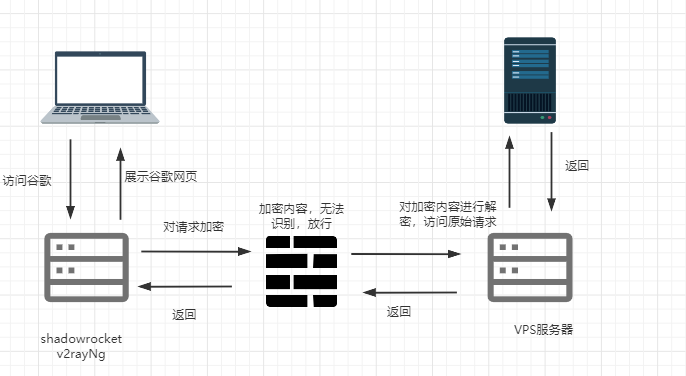 访问谷歌
展示谷歌网页
返回
对请求加密
加密内容，无法
识别，放行
对加密内容进行解
密，访问原始请求
返回
返回
shadowrocket
v2rayNg
VPS服务器